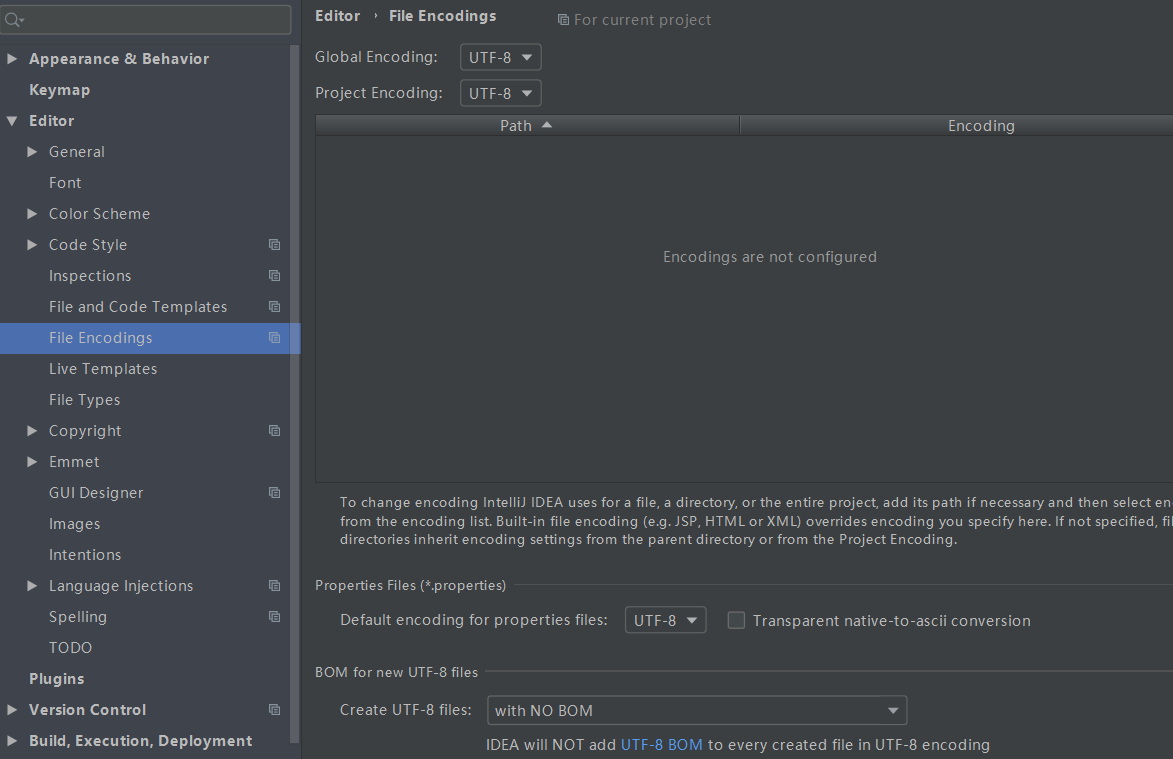 Appearance & Behavior
Keymap
Editor
General
Font
Color Scheme
Code Style
Inspections
File and Code Templates
File Encodings
Live Templates
File Types
Copyright
Emmet
GUI Designer
Images
Intentions
Language Injections
Spelling
TODO
Plugins
Version Control
Build, Execution, Deployment
Editor › File Encodings For current project
Global Encoding: UTF-8
Project Encoding: UTF-8
Path Encoding
Encodings are not configured
To change encoding IntelliJ IDEA uses for a file, a directory, or the entire project, add its path if necessary and then select
from the encoding list. Built-in file encoding (e.g. JSP, HTML or XML) overrides encoding you specify here. If not specified,
directories inherit encoding settings from the parent directory or from the Project Encoding.
Properties Files (*.properties)
Default encoding for properties files: UTF-8 Transparent native-to-ascii conversion
BOM for new UTF-8 files
Create UTF-8 files: with NO BOM
IDEA will NOT add UTF-8 BOM to every created file in UTF-8 encoding